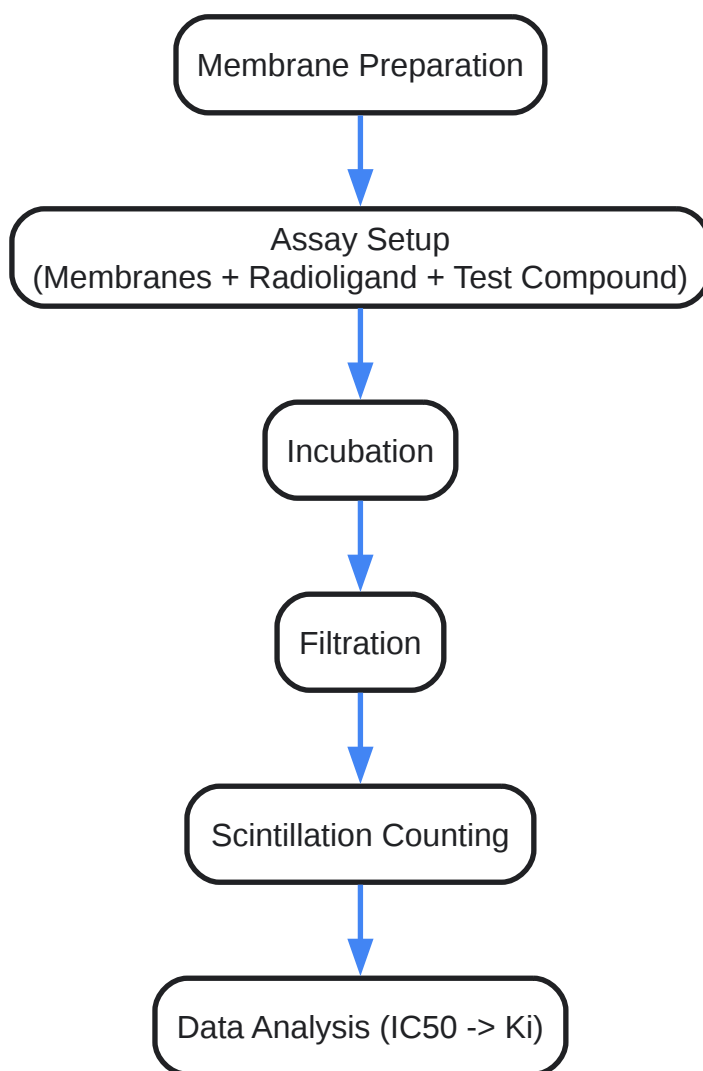 Membrane Preparation
Assay Setup
(Membranes + Radioligand + Test Compound)
Incubation
Filtration
Scintillation Counting
Data Analysis (IC50 -> Ki)